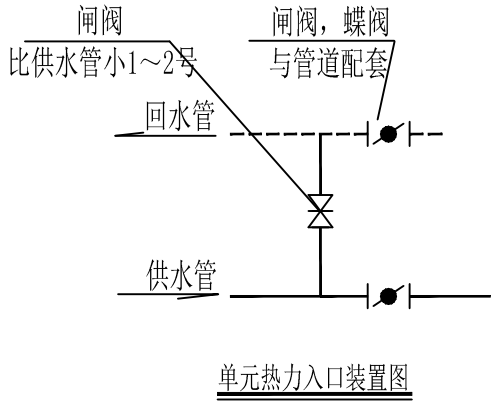 闸阀
比供水管小1～2号
闸阀，蝶阀
与管道配套
回水管
供水管
单元热力入口装置图